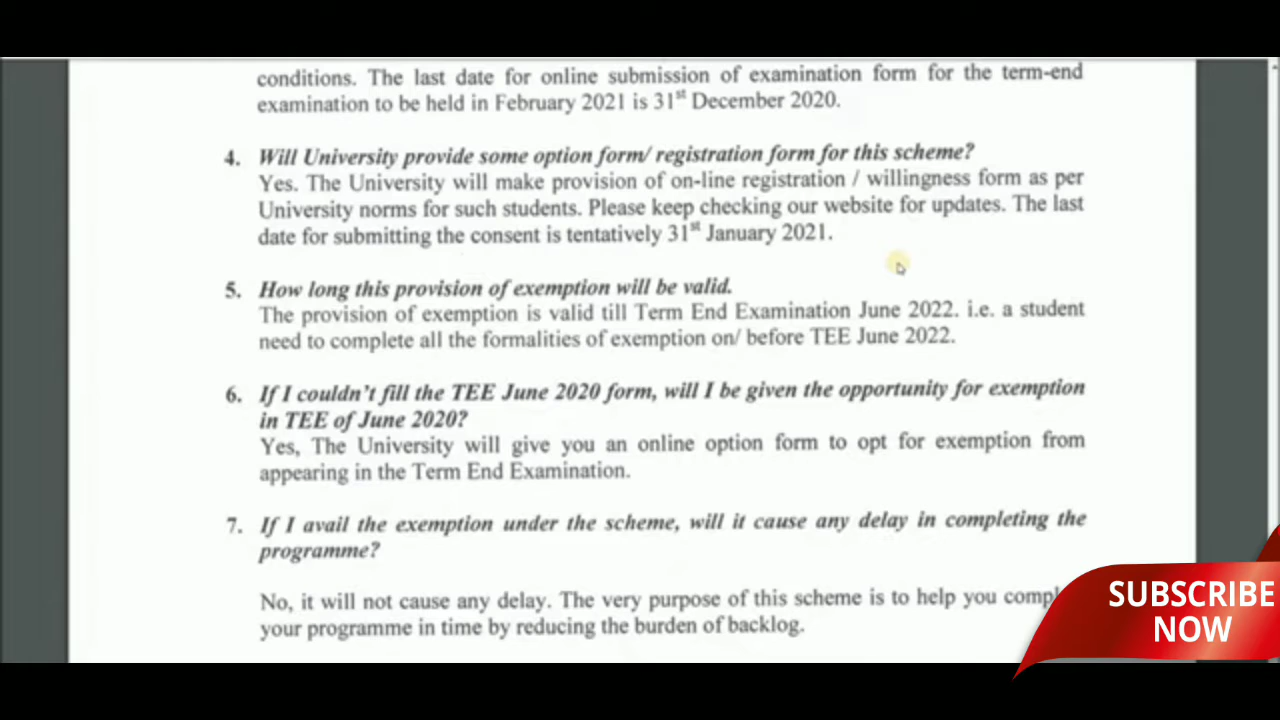 conditions. The last date for online submission of examination form for the term-end
examination to be held in February 2021 is 31st December 2020.
4. Will University provide some option form/ registration form for this scheme?
Yes. The University will make provision of on-line registration / willingness form as per
University norms for such students. Please keep checking our website for updates. The last
date for submitting the consent is tentatively 31st January 2021.
5. How long this provision of exemption will be valid.
The provision of exemption is valid till Term End Examination June 2022. i.e. a student
need to complete all the formalities of exemption on/ before TEE June 2022.
6. If I couldn't fill the TEE June 2020 form, will I be given the opportunity for exemption
in TEE of June 2020?
Yes, The University will give you an online option form to opt for exemption from
appearing in the Term End Examination.
7. If I avail the exemption under the scheme, will it cause any delay in completing the
programme?
No, it will not cause any delay. The very purpose of this scheme is to help you compl
your programme in time by reducing the burden of backlog.
SUBSCRIBE
NOW